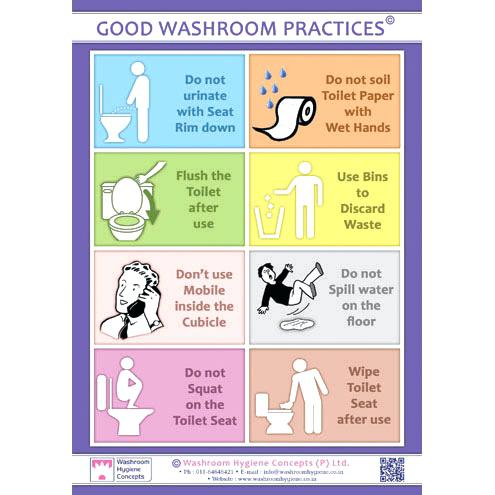 GOOD WASHROOM PRACTICES©
Do not
urinate
with Seat
Rim down
Do not soil
Toilet Paper
with
Wet Hands
Flush the
Toilet
after
use
Use Bins
to
Discard
Waste
Don't use
Mobile
inside the
Cubicle
Do not
Spill water
on the
floor
Do not
Squat
on the
Toilet Seat
Wipe
Toilet
Seat
after use
Washroom
Hygiene
Concepts
© Washroom Hygiene Concepts (P) Ltd.
• Ph : 011-64646421 • E-mail : info@washroomhygiene.co.in
• Website : www.washroomhygiene.co.in